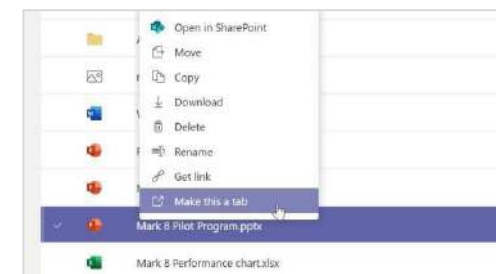 Open in SharePoint
Move
Copy
Download
Delete
Rename
Get link
Make this a tab
Mark 8 Pilot Program.pptx
Mark 8 Performance chart.xlsx